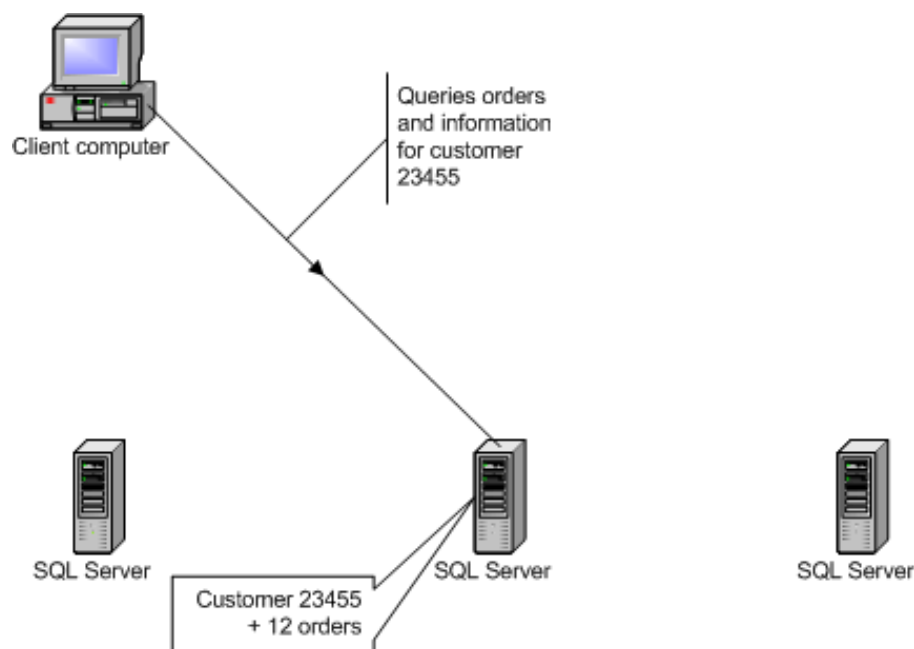 Queries orders
and information
for customer
23455
Client computer
SQL Server
SQL Server
SQL Server
Customer 23455
+ 12 orders